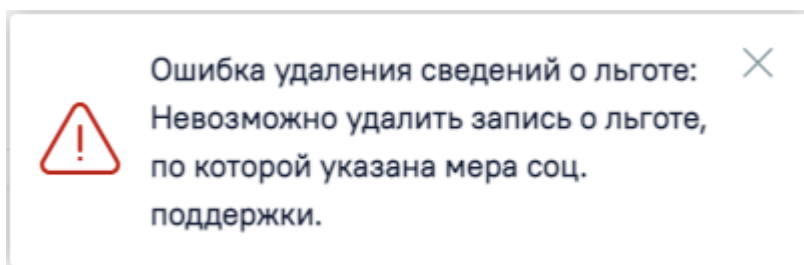 Ошибка удаления сведений о льготе:
Невозможно удалить запись о льготе,
по которой указана мера соц.
поддержки.